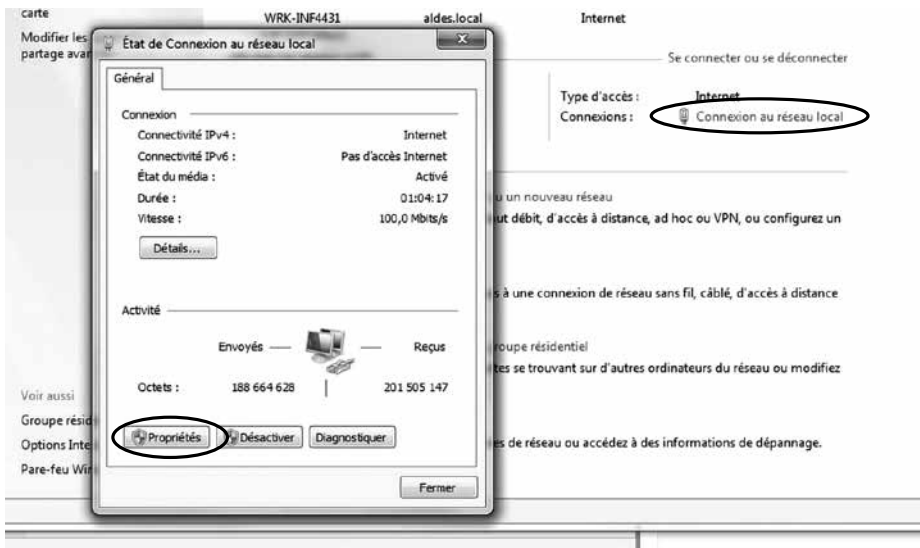 carte
WRK-INF4431 aldes.local Internet
Modifier les
partage avan
État de Connexion au réseau local
Se connecter ou se déconnecter
Général
Type d'accès : Internet
Connexions : Connexion au réseau local
Connexion
Connectivité IPv4 : Internet
Connectivité IPv6 : Pas d'accès Internet
État du média : Activé
Durée : 01:04:17
Vitesse : 100,0 Mbits/s
Détails...
u un nouveau réseau
ut débit, d'accès à distance, ad hoc ou VPN, ou configurez un
s à une connexion de réseau sans fil, câblé, d'accès à distance
Activité
Envoyés Reçus
Octets : 188 664 628 201 505 147
roupe résidentiel
tes se trouvant sur d'autres ordinateurs du réseau ou modifiez
Voir aussi
Groupe résid
Options Inte
Pare-feu Win
Propriétés Désactiver Diagnostiquer
es de réseau ou accédez à des informations de dépannage.
Fermer